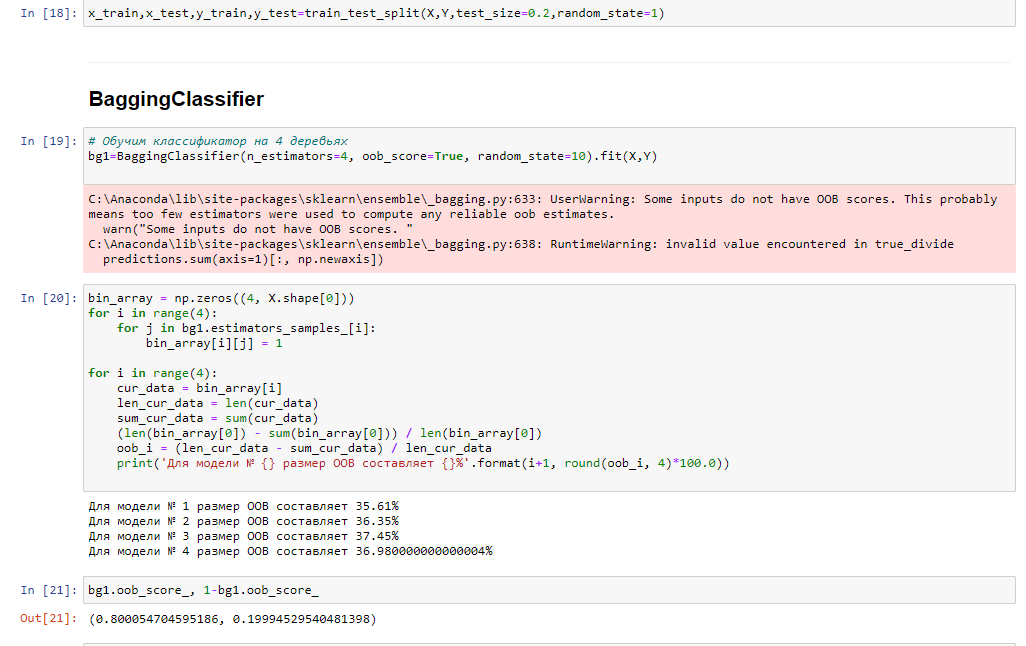 In [18]: x_train,x_test,y_train,y_test=train_test_split(X,Y,test_size=0.2,random_state=1)
BaggingClassifier
In [19]: # Обучим классификатор на 4 деревьях
bg1=BaggingClassifier(n_estimators=4, oob_score=True, random_state=10).fit(X,Y)
C:\Anaconda\lib\site-packages\sklearn\ensemble\_bagging.py:633: UserWarning: Some inputs do not have OOB scores. This probably
means too few estimators were used to compute any reliable oob estimates.
  warn("Some inputs do not have OOB scores. "
C:\Anaconda\lib\site-packages\sklearn\ensemble\_bagging.py:638: RuntimeWarning: invalid value encountered in true_divide
  predictions.sum(axis=1)[:, np.newaxis])
In [20]: bin_array = np.zeros((4, X.shape[0]))
for i in range(4):
    for j in bg1.estimators_samples_[i]:
        bin_array[i][j] = 1
for i in range(4):
    cur_data = bin_array[i]
    len_cur_data = len(cur_data)
    sum_cur_data = sum(cur_data)
    (len(bin_array[0]) - sum(bin_array[0])) / len(bin_array[0])
    oob_i = (len_cur_data - sum_cur_data) / len_cur_data
    print('Для модели № {} размер OOB составляет {}%'.format(i+1, round(oob_i, 4)*100.0))
Для модели № 1 размер OOB составляет 35.61%
Для модели № 2 размер OOB составляет 36.35%
Для модели № 3 размер OOB составляет 37.45%
Для модели № 4 размер OOB составляет 36.980000000000004%
In [21]: bg1.oob_score_, 1-bg1.oob_score_
Out[21]: (0.800054704595186, 0.19994529540481398)